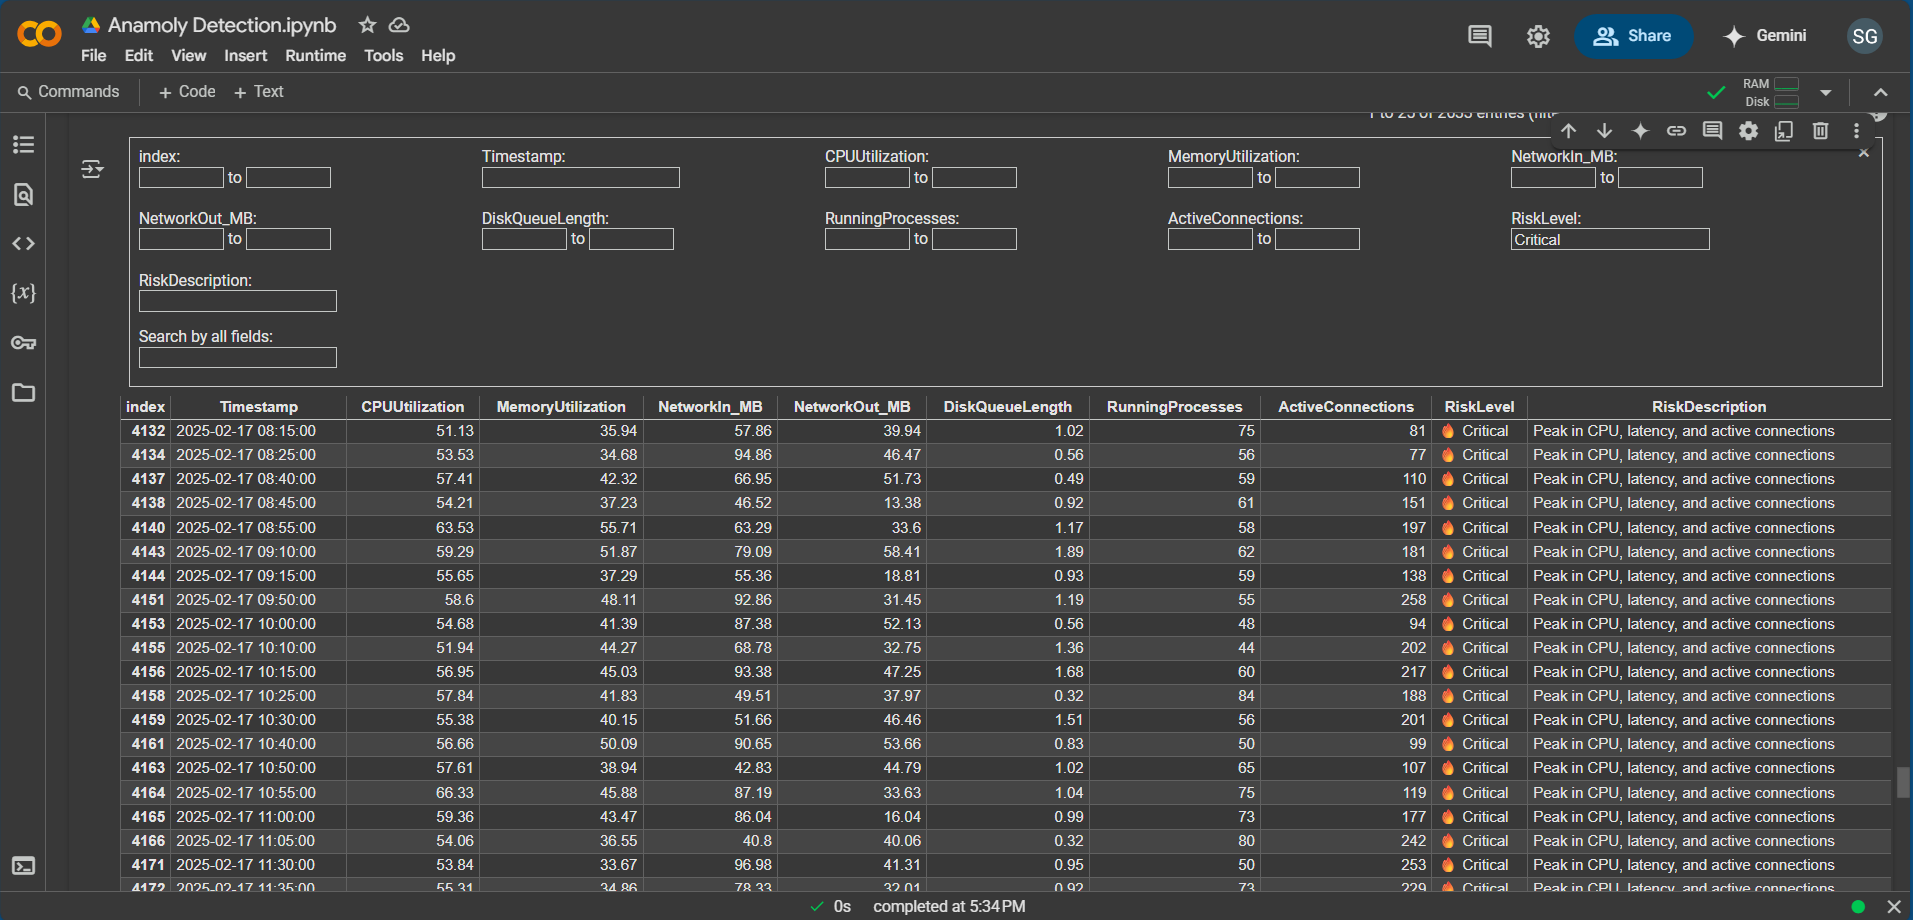 Anamoly Detection.ipynb
File Edit View Insert Runtime Tools Help
Share
Gemini
SG
Commands + Code + Text
RAM
Disk
1 to 25 of 2033 entries
index: to
Timestamp:
CPUUtilization: to
MemoryUtilization: to
NetworkIn_MB: to
NetworkOut_MB: to
DiskQueueLength: to
RunningProcesses: to
ActiveConnections: to
RiskLevel: Critical
RiskDescription:
Search by all fields:
index Timestamp CPUUtilization MemoryUtilization NetworkIn_MB NetworkOut_MB DiskQueueLength RunningProcesses ActiveConnections RiskLevel RiskDescription
4132 2025-02-17 08:15:00 51.13 35.94 57.86 39.94 1.02 75 81 🔥 Critical Peak in CPU, latency, and active connections
4134 2025-02-17 08:25:00 53.53 34.68 94.86 46.47 0.56 56 77 🔥 Critical Peak in CPU, latency, and active connections
4137 2025-02-17 08:40:00 57.41 42.32 66.95 51.73 0.49 59 110 🔥 Critical Peak in CPU, latency, and active connections
4138 2025-02-17 08:45:00 54.21 37.23 46.52 13.38 0.92 61 151 🔥 Critical Peak in CPU, latency, and active connections
4140 2025-02-17 08:55:00 63.53 55.71 63.29 33.6 1.17 58 197 🔥 Critical Peak in CPU, latency, and active connections
4143 2025-02-17 09:10:00 59.29 51.87 79.09 58.41 1.89 62 181 🔥 Critical Peak in CPU, latency, and active connections
4144 2025-02-17 09:15:00 55.65 37.29 55.36 18.81 0.93 59 138 🔥 Critical Peak in CPU, latency, and active connections
4151 2025-02-17 09:50:00 58.6 48.11 92.86 31.45 1.19 55 258 🔥 Critical Peak in CPU, latency, and active connections
4153 2025-02-17 10:00:00 54.68 41.39 87.38 52.13 0.56 48 94 🔥 Critical Peak in CPU, latency, and active connections
4155 2025-02-17 10:10:00 51.94 44.27 68.78 32.75 1.36 44 202 🔥 Critical Peak in CPU, latency, and active connections
4156 2025-02-17 10:15:00 56.95 45.03 93.38 47.25 1.68 60 217 🔥 Critical Peak in CPU, latency, and active connections
4158 2025-02-17 10:25:00 57.84 41.83 49.51 37.97 0.32 84 188 🔥 Critical Peak in CPU, latency, and active connections
4159 2025-02-17 10:30:00 55.38 40.15 51.66 46.46 1.51 56 201 🔥 Critical Peak in CPU, latency, and active connections
4161 2025-02-17 10:40:00 56.66 50.09 90.65 53.66 0.83 50 99 🔥 Critical Peak in CPU, latency, and active connections
4163 2025-02-17 10:50:00 57.61 38.94 42.83 44.79 1.02 65 107 🔥 Critical Peak in CPU, latency, and active connections
4164 2025-02-17 10:55:00 66.33 45.88 87.19 33.63 1.04 75 119 🔥 Critical Peak in CPU, latency, and active connections
4165 2025-02-17 11:00:00 59.36 43.47 86.04 16.04 0.99 73 177 🔥 Critical Peak in CPU, latency, and active connections
4166 2025-02-17 11:05:00 54.06 36.55 40.8 40.06 0.32 80 242 🔥 Critical Peak in CPU, latency, and active connections
4171 2025-02-17 11:30:00 53.84 33.67 96.98 41.31 0.95 50 253 🔥 Critical Peak in CPU, latency, and active connections
4172 2025-02-17 11:35:00 55.31 34.86 78.33 32.01 0.92 73 229 🔥 Critical Peak in CPU, latency, and active connections
0s completed at 5:34 PM